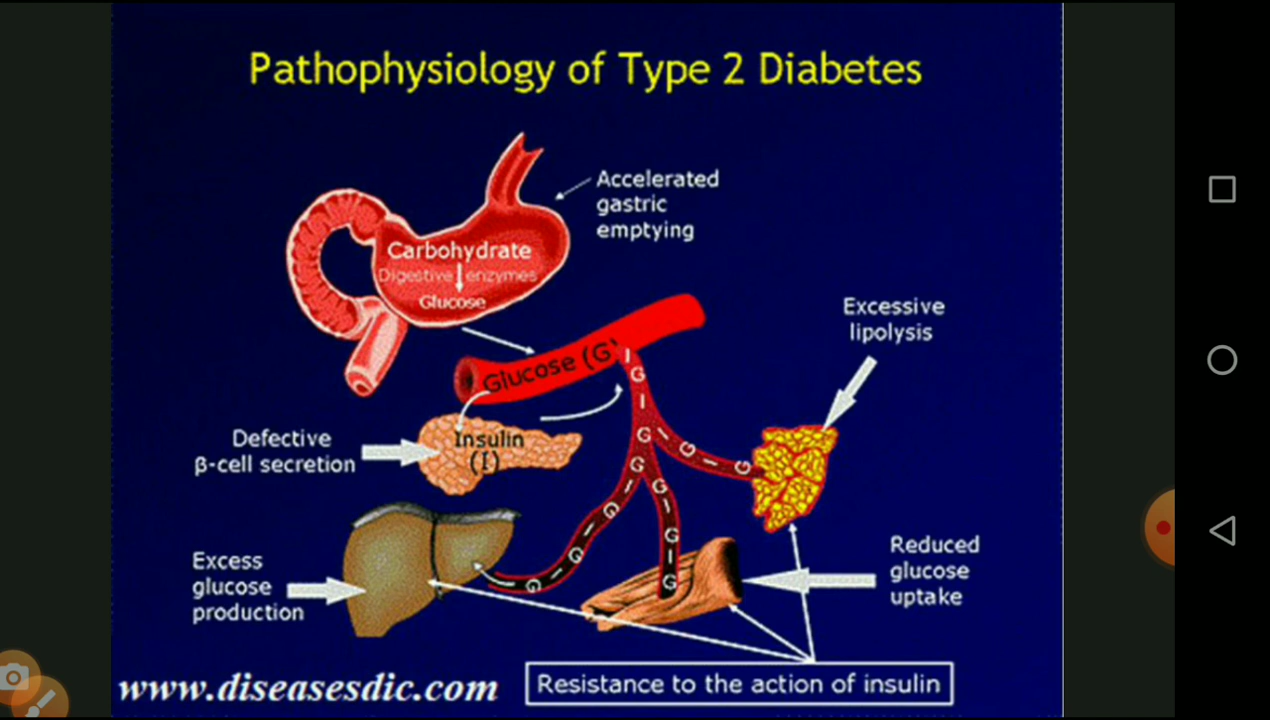 Pathophysiology of Type 2 Diabetes
Accelerated
gastric
emptying
Carbohydrate
Digestive enzymes
Glucose
Excessive
lipolysis
Glucose (G)
I
G
I
G
I
G
I
G
G
I
G
I
G
I
G
G
I
G
I
G
Insulin
(I)
Defective
β-cell secretion
Excess
glucose
production
Reduced
glucose
uptake
Resistance to the action of insulin
www.diseasesdic.com